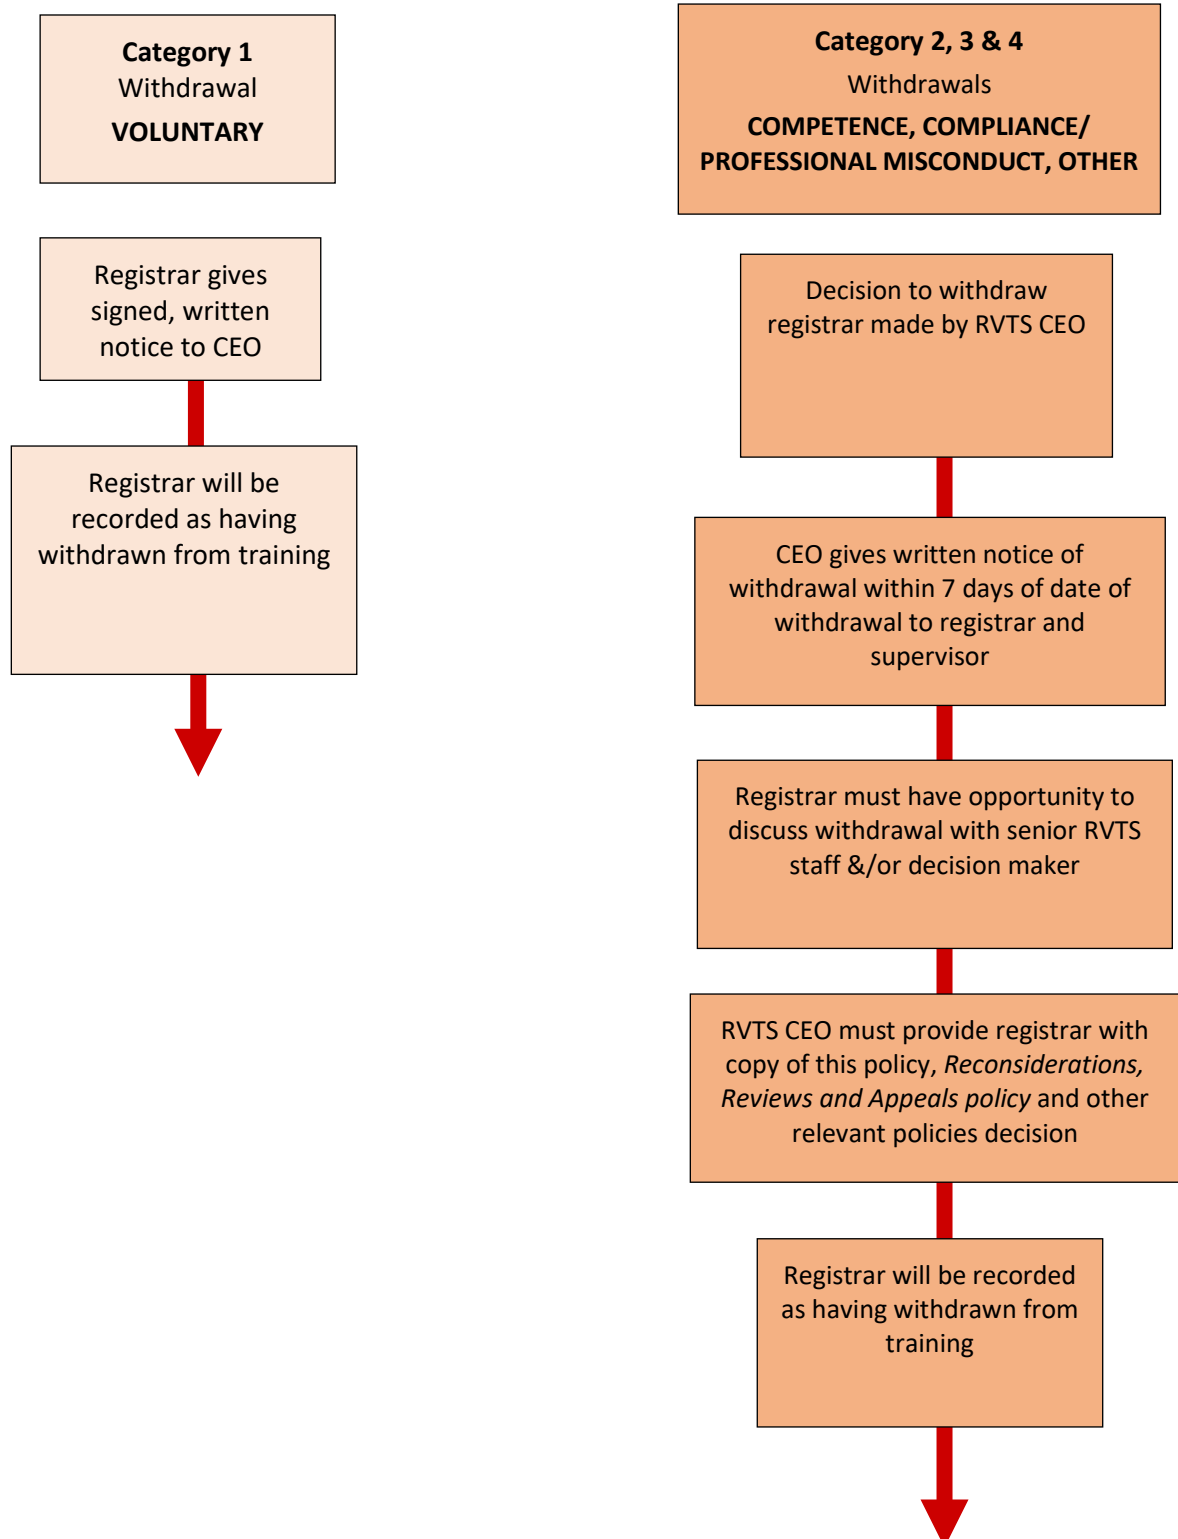 Category 1
Withdrawal
VOLUNTARY
Registrar gives
signed, written
notice to CEO
Registrar will be
recorded as having
withdrawn from training
Category 2, 3 & 4
Withdrawals
COMPETENCE, COMPLIANCE/
PROFESSIONAL MISCONDUCT, OTHER
Decision to withdraw
registrar made by RVTS CEO
CEO gives written notice of
withdrawal within 7 days of date of
withdrawal to registrar and
supervisor
Registrar must have opportunity to
discuss withdrawal with senior RVTS
staff &/or decision maker
RVTS CEO must provide registrar with
copy of this policy, Reconsiderations,
Reviews and Appeals policy and other
relevant policies decision
Registrar will be recorded
as having withdrawn from
training